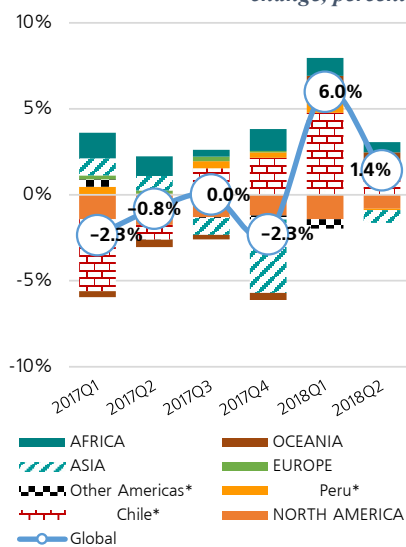 change, percent
10%
5%
0%
-5%
-10%
6.0%
1.4%
0.0%
−0.8%
−2.3%
−2.3%
2017Q1
2017Q2
2017Q3
2017Q4
2018Q1
2018Q2
AFRICA
OCEANIA
ASIA
EUROPE
Other Americas*
Peru*
Chile*
NORTH AMERICA
Global